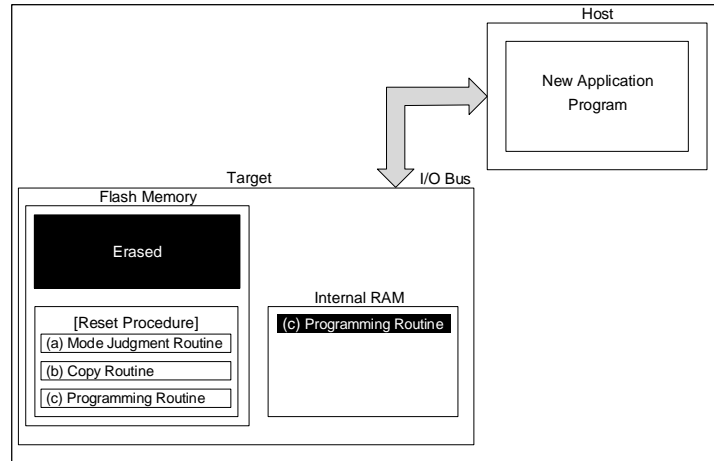 Host
New Application
Program
Target
I/O Bus
Flash Memory
Erased
Internal RAM
[Reset Procedure]
(c) Programming Routine
(a) Mode Judgment Routine
(b) Copy Routine
(c) Programming Routine